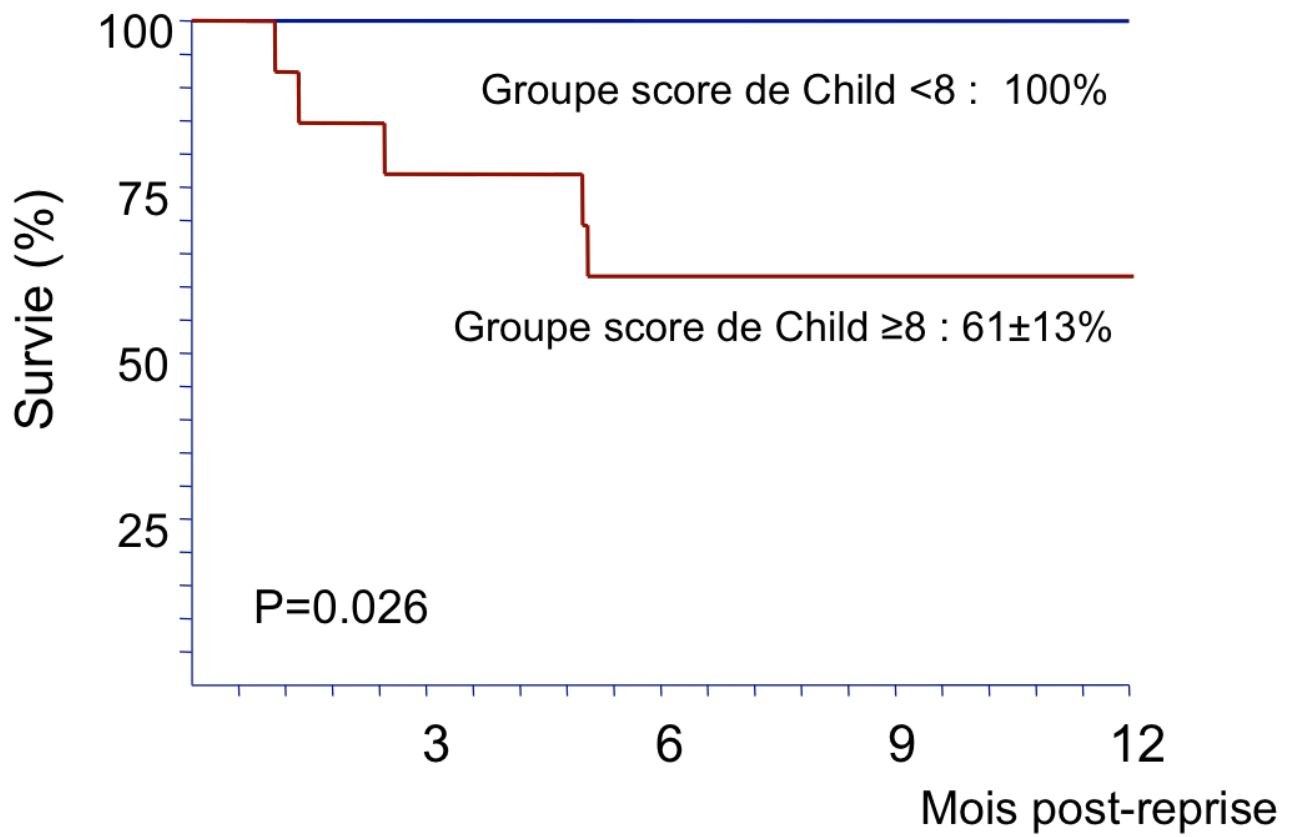 100
Groupe score de Child <8 : 100%
75
Survie (%)
Groupe score de Child ≥8 : 61±13%
50
25
P=0.026
3 6 9 12
Mois post-reprise